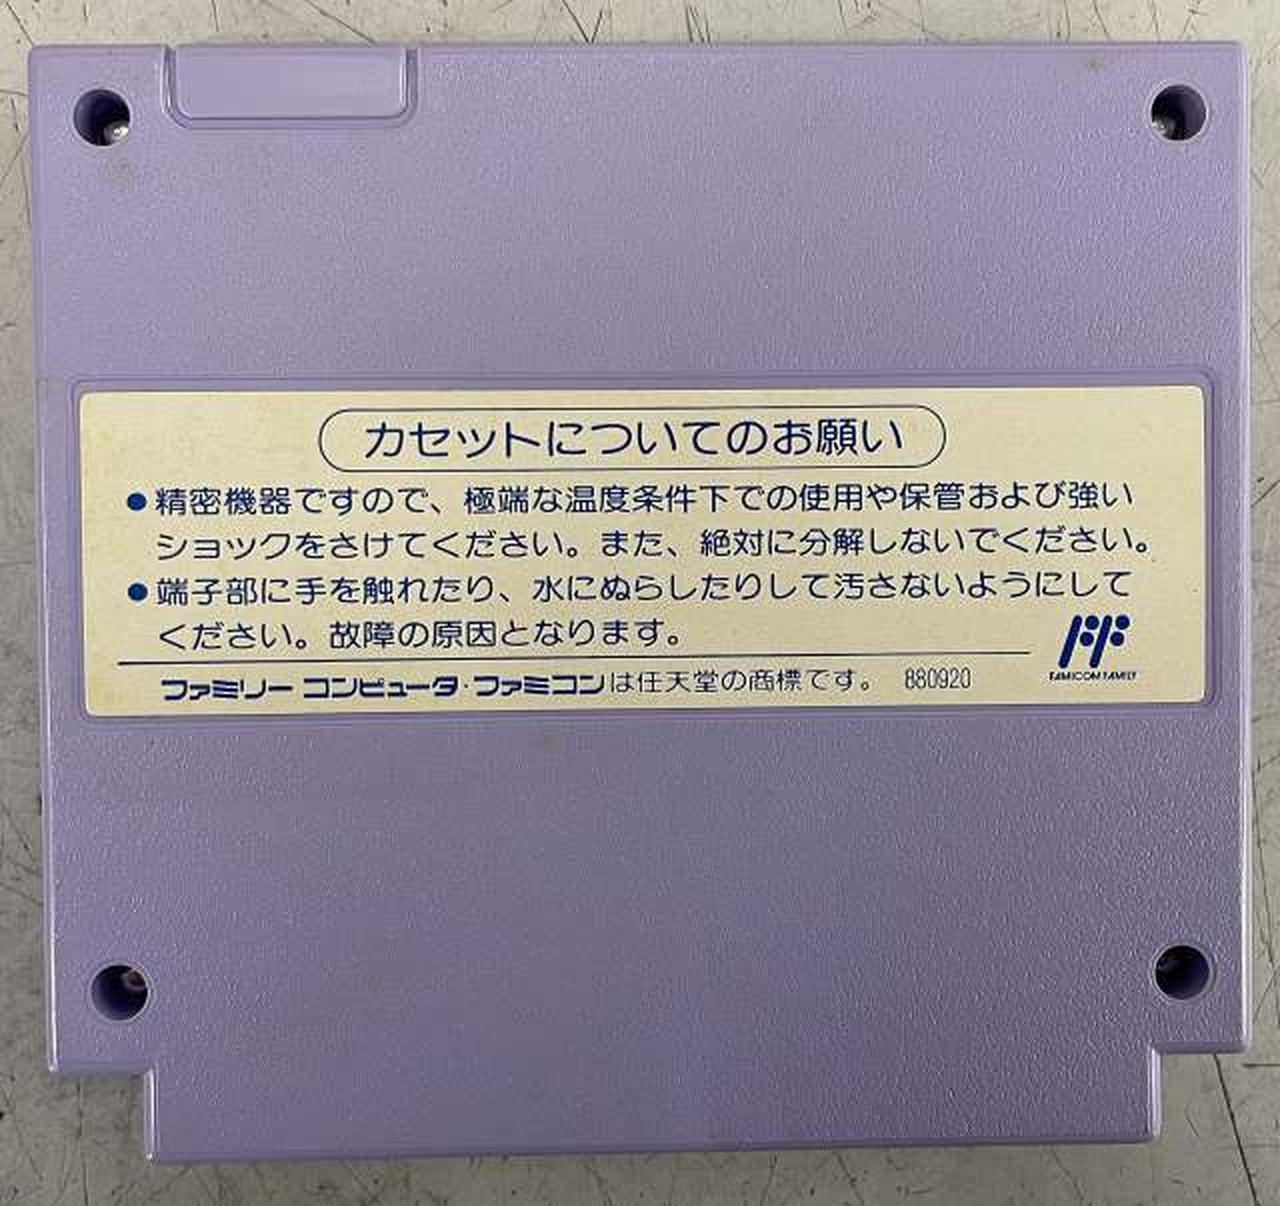 カセットについてのお願い
●精密機器ですので、極端な温度条件下での使用や保管および強い
ショックをさけてください。また、絶対に分解しないでください。
●端子部に手を触れたり、水にぬらしたりして汚さないようにして
ください。故障の原因となります。
FF
FAMICOM FAMILY
ファミリー コンピュータ・ファミコンは任天堂の商標です。 880920